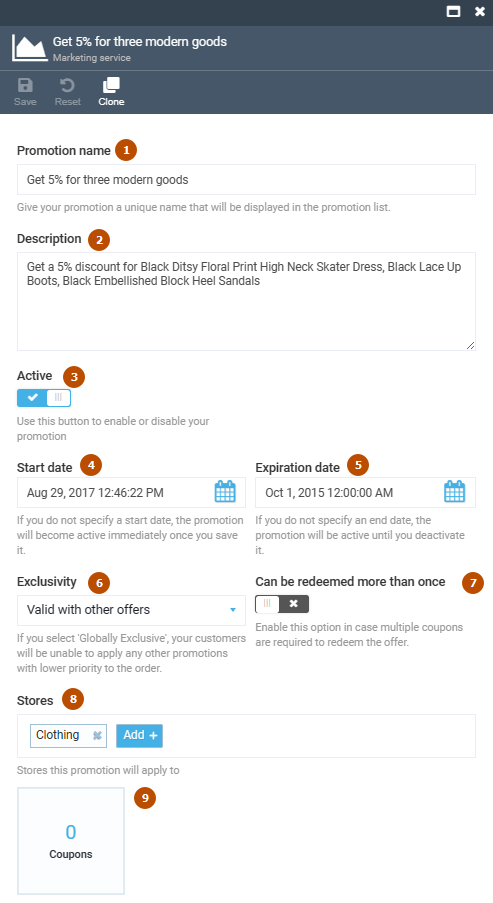 Get 5% for three modern goods
Marketing service
Save Reset Clone
Promotion name 1
Get 5% for three modern goods
Give your promotion a unique name that will be displayed in the promotion list.
Description 2
Get a 5% discount for Black Ditsy Floral Print High Neck Skater Dress, Black Lace Up
Boots, Black Embellished Block Heel Sandals
Active 3
Use this button to enable or disable your
promotion
Start date 4
Aug 29, 2017 12:46:22 PM
If you do not specify a start date, the promotion
will become active immediately once you save
it.
Expiration date 5
Oct 1, 2015 12:00:00 AM
If you do not specify an end date, the
promotion will be active until you deactivate
it.
Exclusivity 6
Valid with other offers
If you select 'Globally Exclusive', your customers
will be unable to apply any other promotions
with lower priority to the order.
Can be redeemed more than once 7
Enable this option in case multiple coupons
are required to redeem the offer.
Stores 8
Clothing Add +
Stores this promotion will apply to
9
0
Coupons